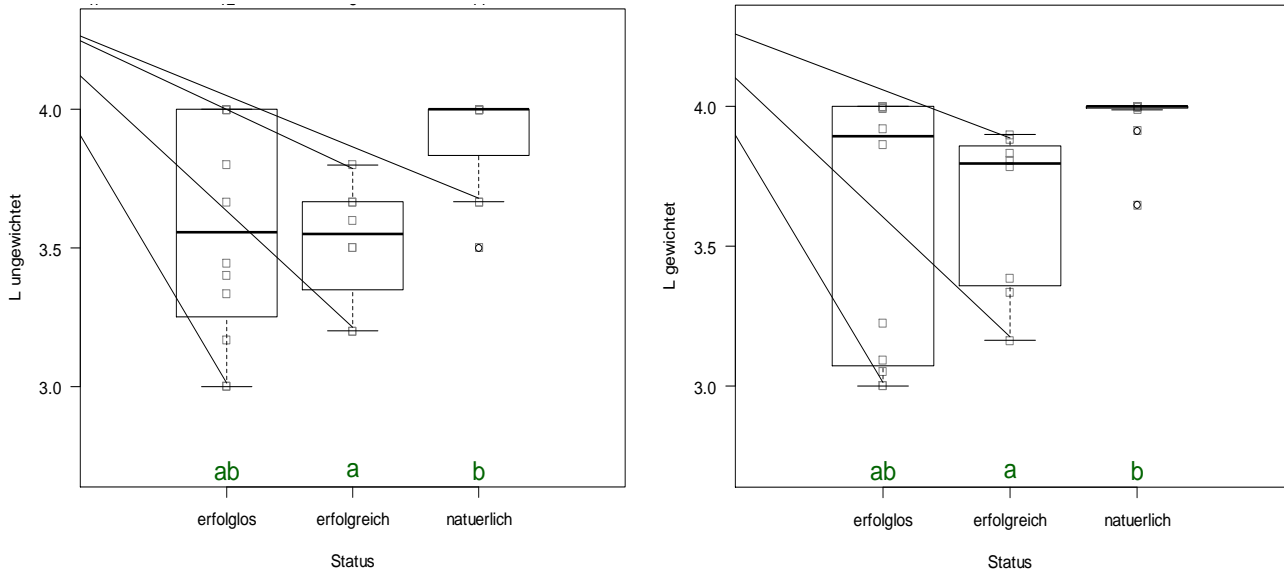 L ungewichtet
4.0
3.5
3.0
ab a b
erfolglos erfolgreich natuerlich
Status
L gewichtet
4.0
3.5
3.0
ab a b
erfolglos erfolgreich natuerlich
Status